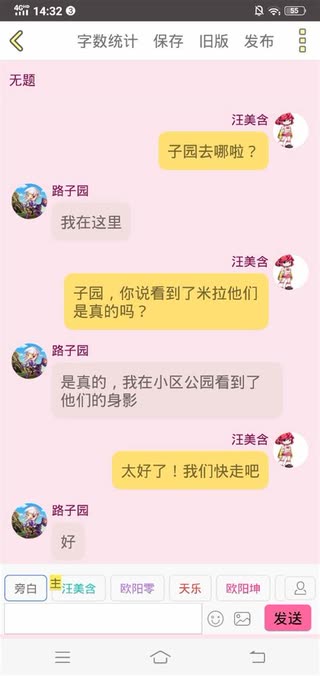 4G 14:32 3 55
字数统计 保存 旧版 发布
无题
汪美含
子园去哪啦？
路子园
我在这里
汪美含
子园，你说看到了米拉他们
是真的吗？
路子园
是真的，我在小区公园看到了
他们的身影
汪美含
太好了！我们快走吧
路子园
好
旁白 主 汪美含 欧阳零 天乐 欧阳坤
发送